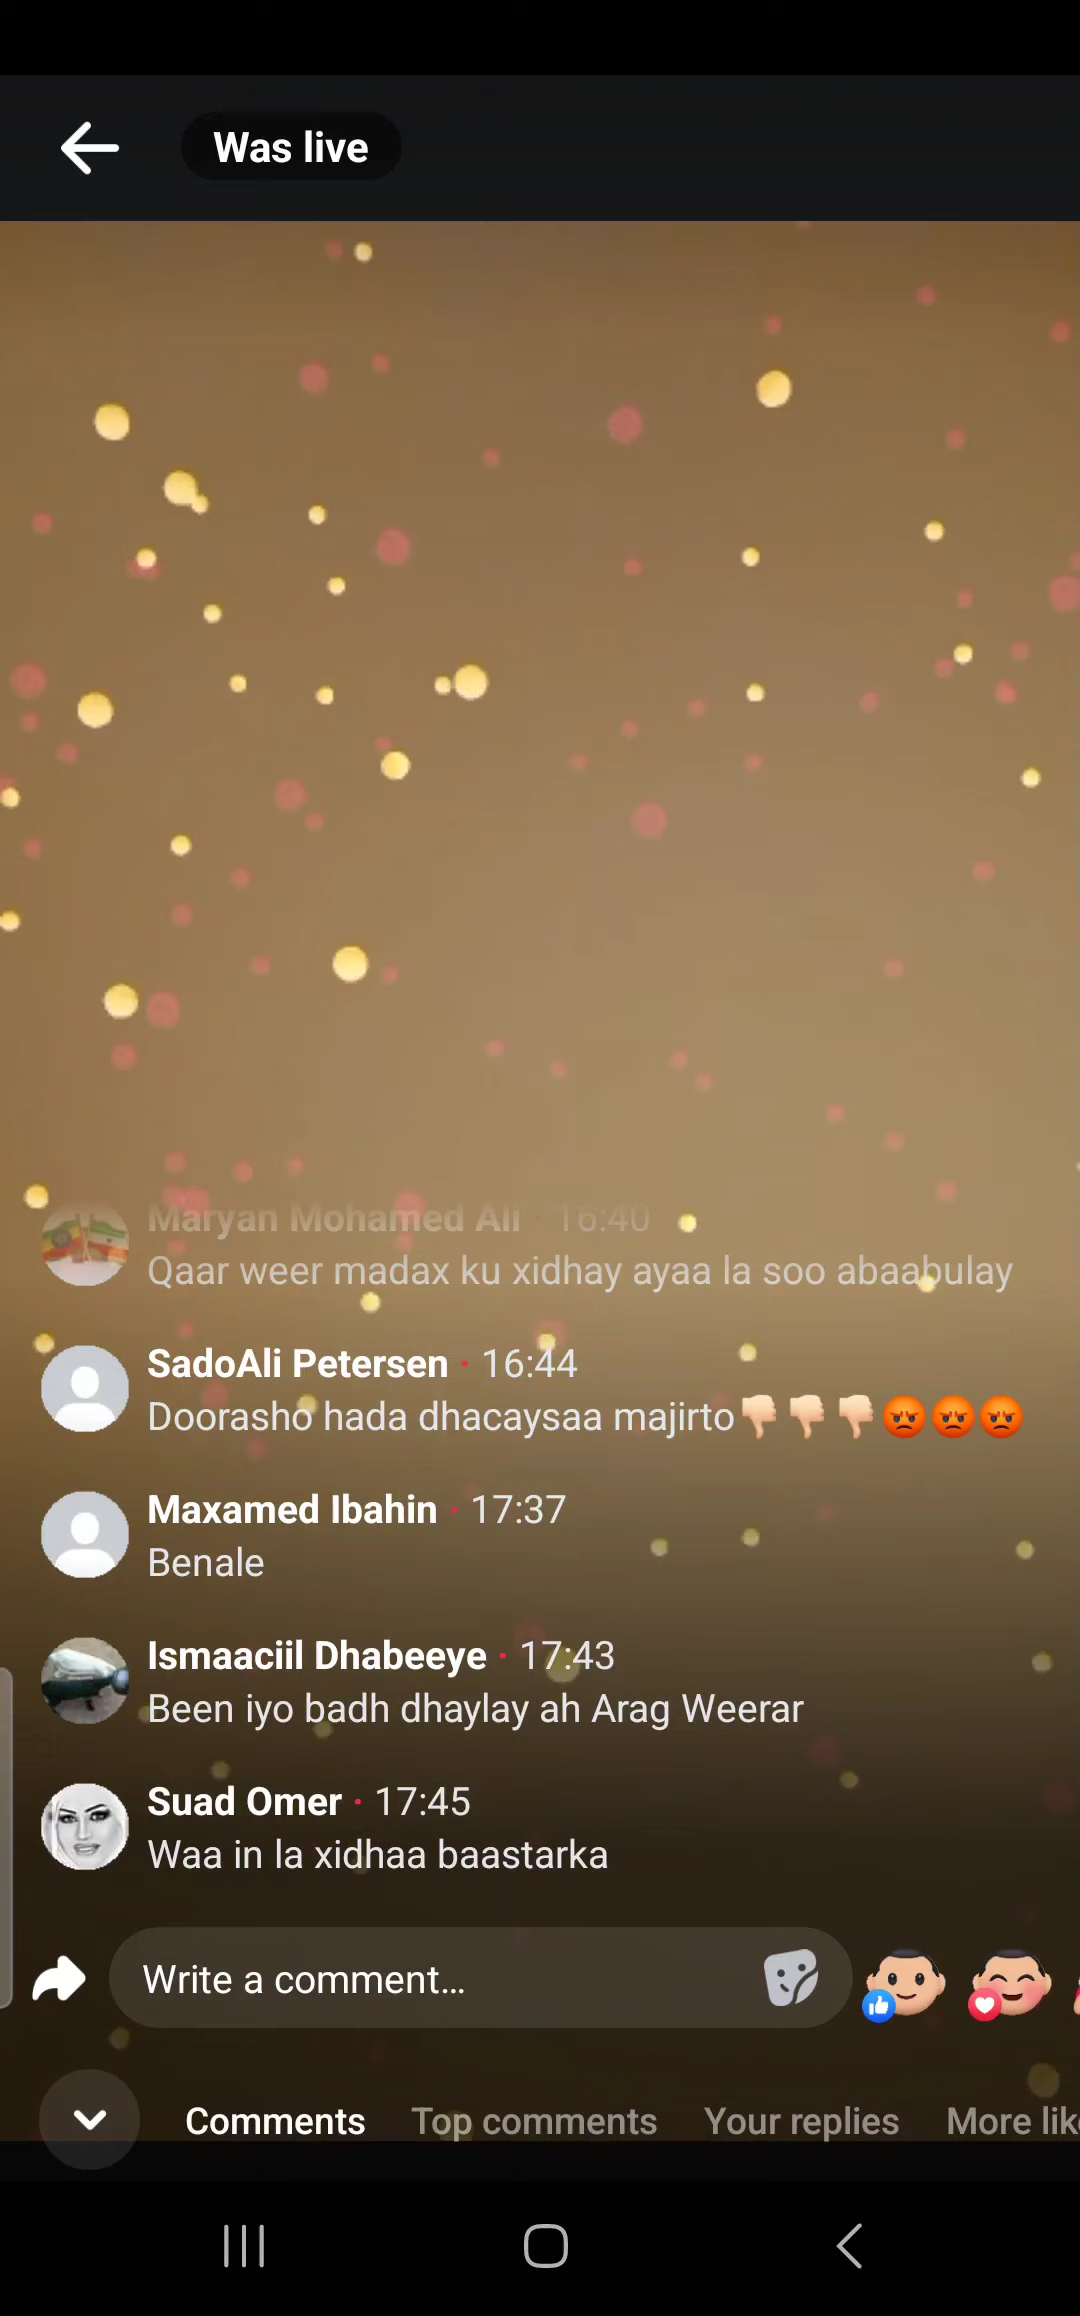 Was live
Maryan Mohamed Ali · 16:40
Qaar weer madax ku xidhay ayaa la soo abaabulay
SadoAli Petersen · 16:44
Doorasho hada dhacaysaa majirto👎🏻👎🏻👎🏻😡😡😡
Maxamed Ibahin · 17:37
Benale
Ismaaciil Dhabeeye · 17:43
Been iyo badh dhaylay ah Arag Weerar
Suad Omer · 17:45
Waa in la xidhaa baastarka
Write a comment...
Comments Top comments Your replies More lik